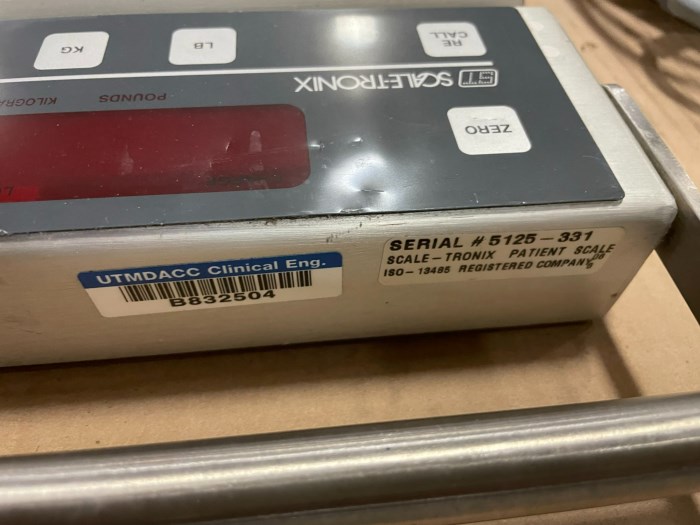 RE
CALL
LB
KG
ST SCALE-TRONIX
POUNDS
ZERO
UTMDACC Clinical Eng.
B832504
SERIAL # 5125-331
SCALE-TRONIX PATIENT SCALE
ISO-13485 REGISTERED COMPANY